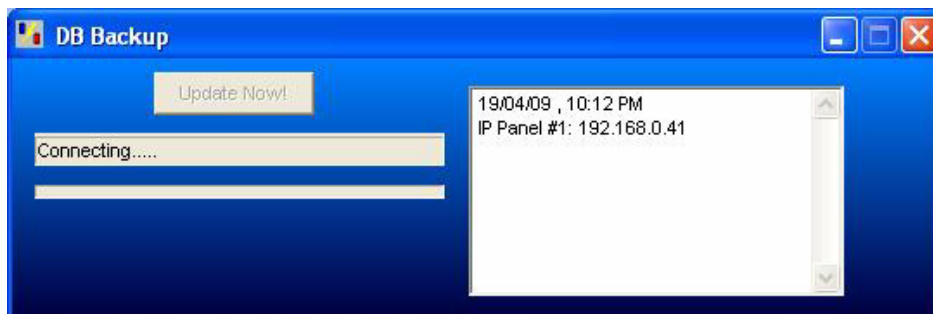 DB Backup
Update Now!
Connecting.....
19/04/09 , 10:12 PM
IP Panel #1: 192.168.0.41